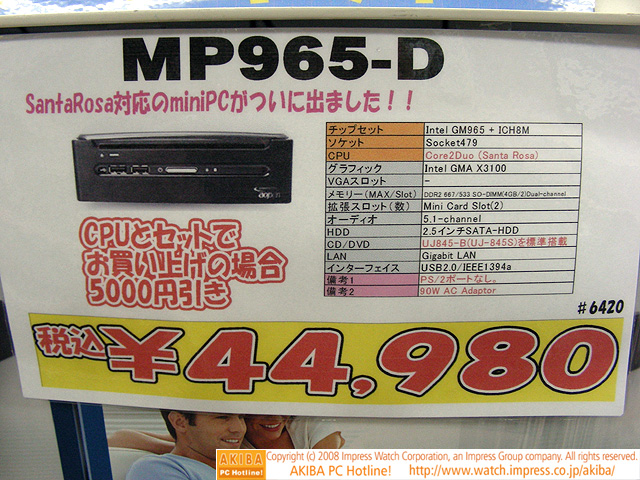 MP965-D
SantaRosa対応のminiPCがついに出ました！！
チップセット Intel GM965 + ICH8M
ソケット Socket479
CPU Core2Duo (Santa Rosa)
グラフィック Intel GMA X3100
VGAスロット -
メモリー(MAX/Slot) DDR2 667/533 SO-DIMM(4GB/2)Dual-channel
拡張スロット(数) Mini Card Slot(2)
オーディオ 5.1-channel
HDD 2.5インチSATA-HDD
CD/DVD UJ845-B(UJ-845S)を標準搭載
LAN Gigabit LAN
インターフェイス USB2.0/IEEE1394a
備考1 PS/2ポートなし。
備考2 90W AC Adaptor
aop
CPUとセットで
お買い上げの場合
5000円引き
#6420
税込¥44,980
AKIBA PC Hotline!
Copyright (c) 2008 Impress Watch Corporation, an Impress Group company. All rights reserved.
AKIBA PC Hotline! http://www.watch.impress.co.jp/akiba/